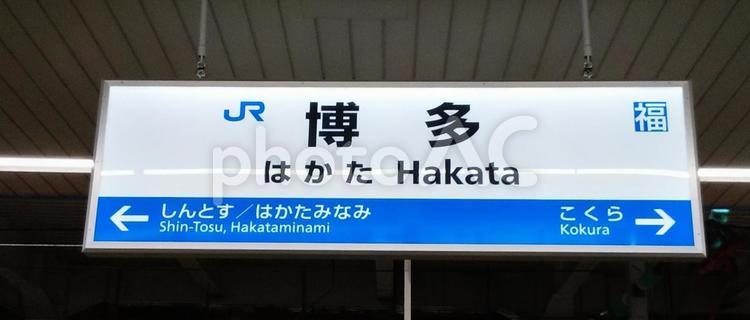 JR 博多 福
はかた Hakata
photoAC
← しんとす／はかたみなみ こくら →
Shin-Tosu, Hakataminami Kokura